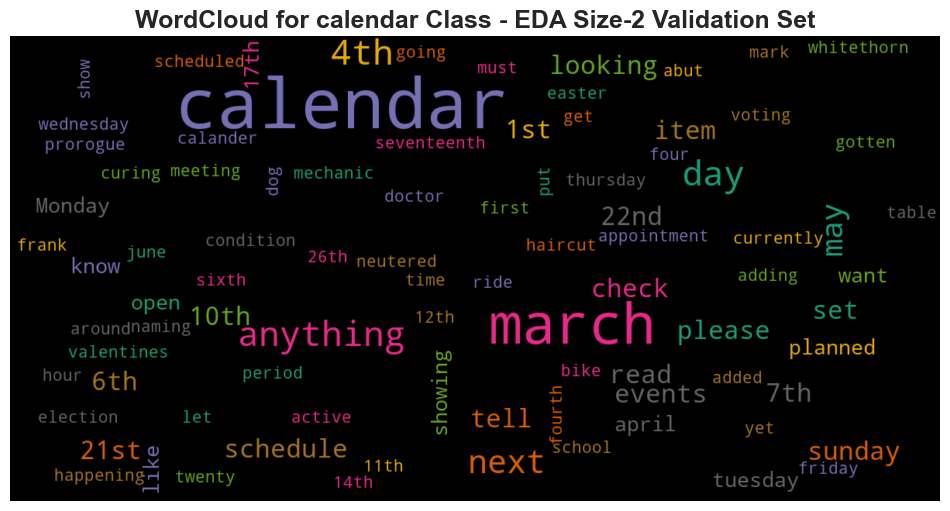 WordCloud for calendar Class - EDA Size-2 Validation Set
4th going mark whitethorn
scheduled 17th must looking abut
show calendar easter
wednesday calander 1st get item voting
prorogue seventeenth four gotten
curing meeting dog mechanic put thursday day
Monday doctor first 22nd may table
frank condition haircut appointment currently
june 26th neutered
know sixth time ride check adding want
open 10th 12th march please set
around naming anything planned
valentines
hour 6th period showing bike read added 7th
events
election let active tell fourth april yet
21st schedule next school sunday
happening like twenty 11th friday
14th tuesday